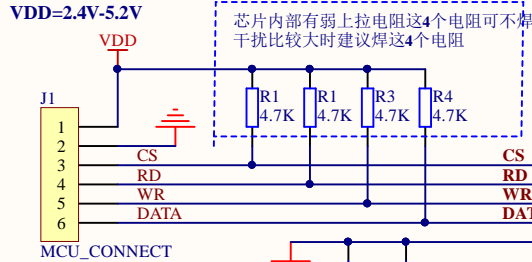 VDD=2.4V-5.2V
芯片内部有弱上拉电阻这4个电阻可不焊
干扰比较大时建议焊这4个电阻
VDD
J1
R1
R1
R3
R4
4.7K
4.7K
4.7K
4.7K
1
2
3
4
5
6
CS
CS
RD
RD
WR
WR
DATA
DAT
MCU_CONNECT